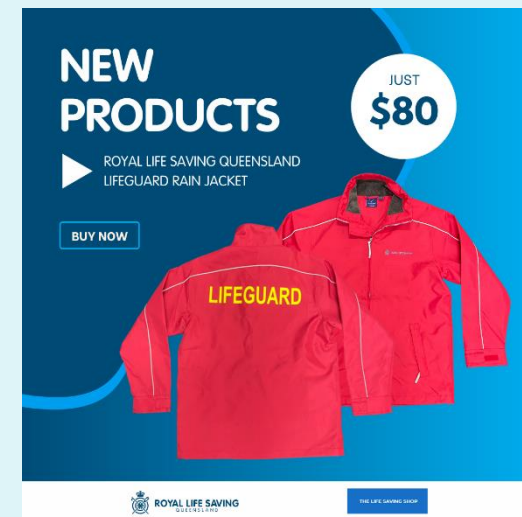 NEW
PRODUCTS
JUST
$80
ROYAL LIFE SAVING QUEENSLAND
LIFEGUARD RAIN JACKET
BUY NOW
LIFEGUARD
ROYAL LIFE SAVING
QUEENSLAND
THE LIFE SAVING SHOP